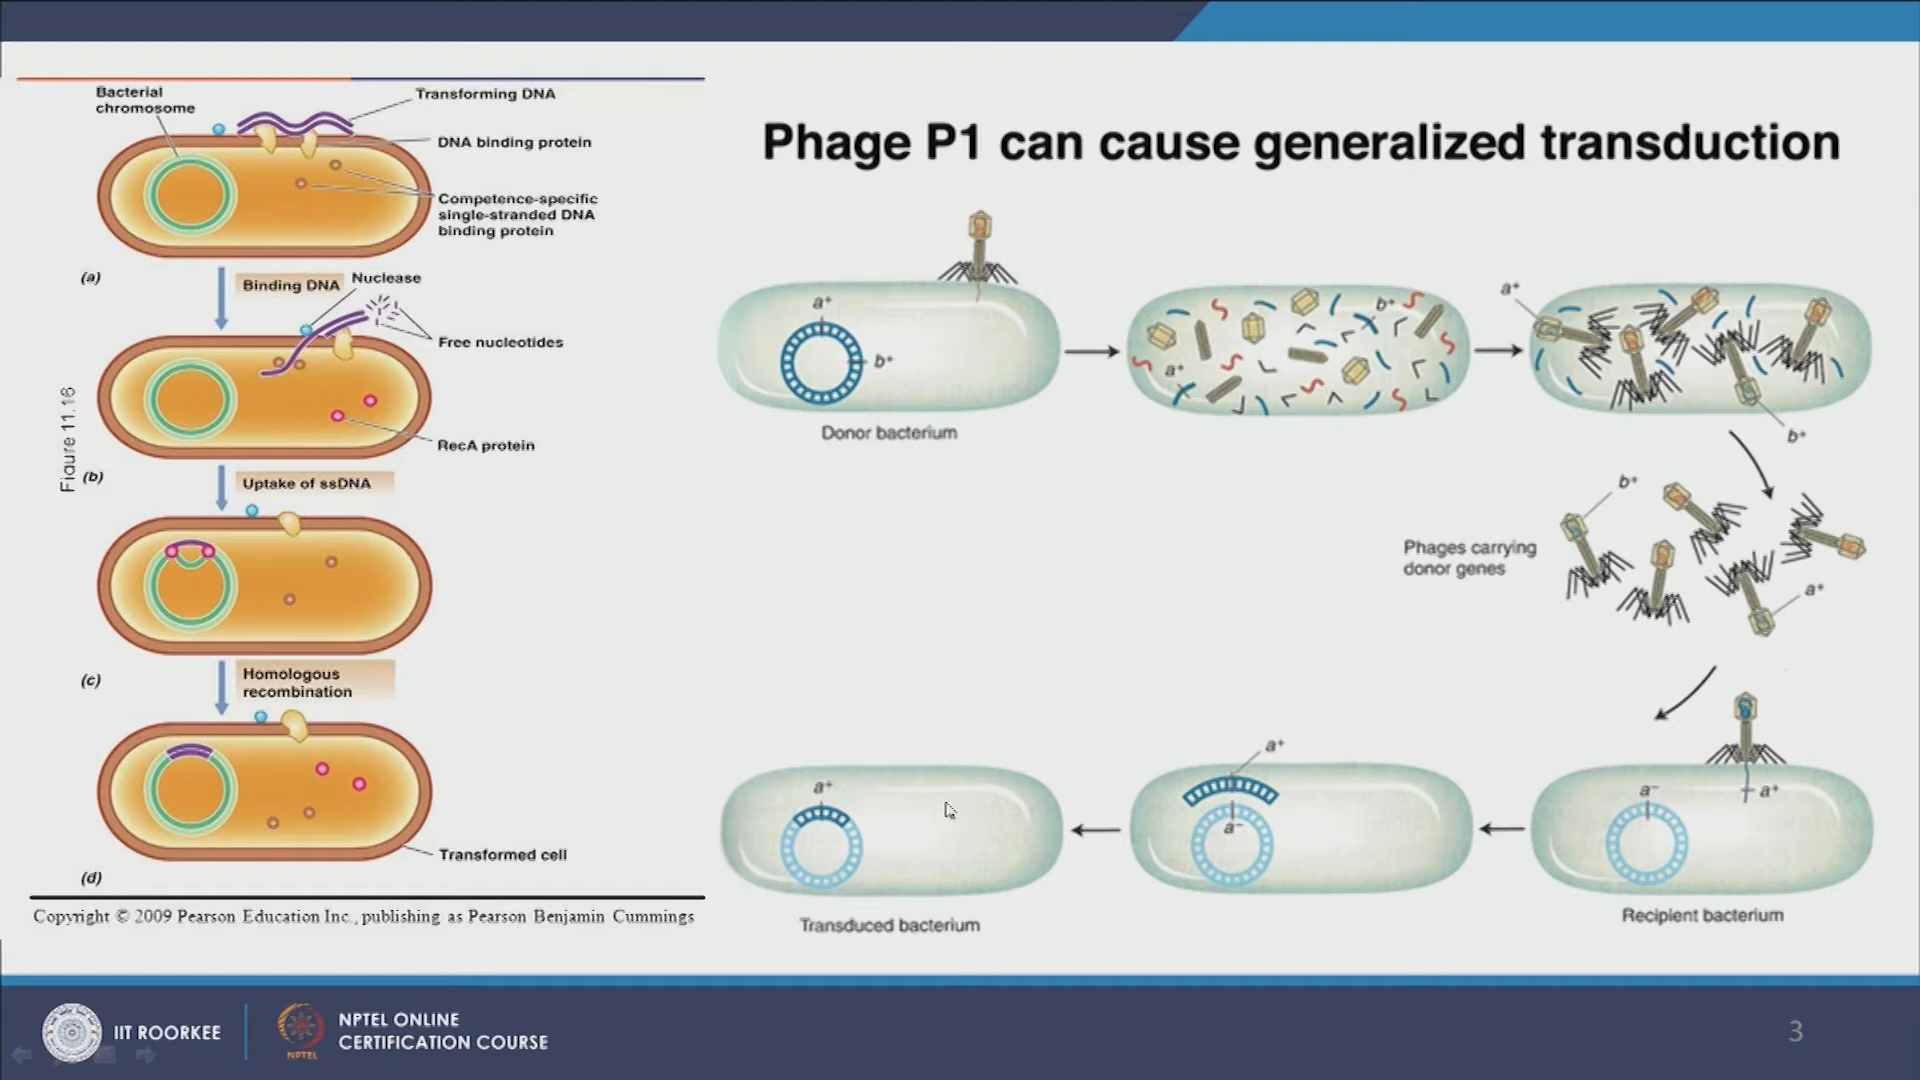 Bacterial
chromosome
Transforming DNA
DNA binding protein
Competence-specific
single-stranded DNA
binding protein
(a)
Binding DNA
Nuclease
Free nucleotides
RecA protein
Figure 11.16
(b)
Uptake of ssDNA
(c)
Homologous
recombination
Transformed cell
(d)
Copyright © 2009 Pearson Education Inc., publishing as Pearson Benjamin Cummings
Phage P1 can cause generalized transduction
a+
b+
Donor bacterium
b+
a+
a+
b+
Phages carrying
donor genes
b+
a+
a-
a+
Recipient bacterium
a+
a-
a+
Transduced bacterium
IIT ROORKEE
NPTEL
NPTEL ONLINE
CERTIFICATION COURSE
3